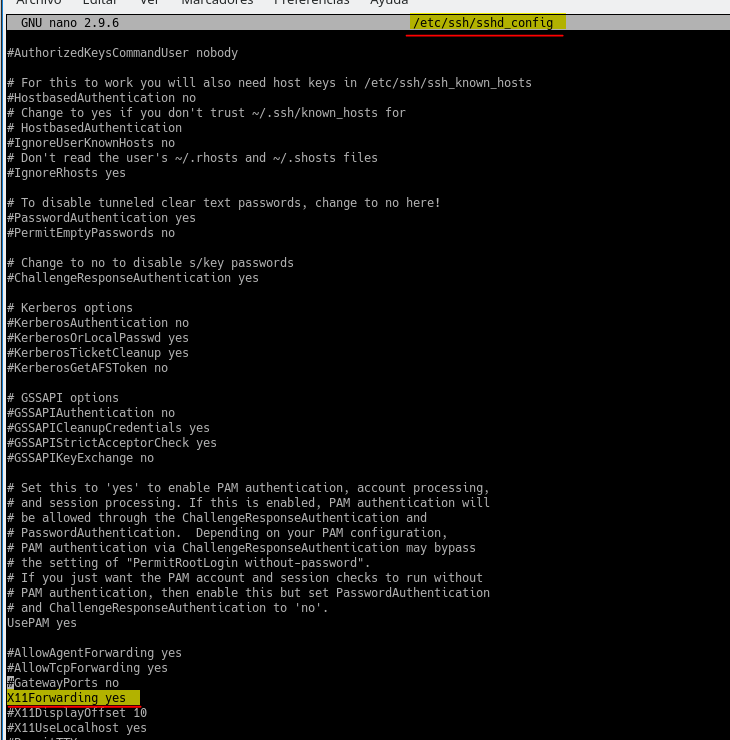 Archivo Editar Ver Marcadores Preferencias Ayuda
GNU nano 2.9.6 /etc/ssh/sshd_config
#AuthorizedKeysCommandUser nobody
# For this to work you will also need host keys in /etc/ssh/ssh_known_hosts
#HostbasedAuthentication no
# Change to yes if you don't trust ~/.ssh/known_hosts for
# HostbasedAuthentication
#IgnoreUserKnownHosts no
# Don't read the user's ~/.rhosts and ~/.shosts files
#IgnoreRhosts yes
# To disable tunneled clear text passwords, change to no here!
#PasswordAuthentication yes
#PermitEmptyPasswords no
# Change to no to disable s/key passwords
#ChallengeResponseAuthentication yes
# Kerberos options
#KerberosAuthentication no
#KerberosOrLocalPasswd yes
#KerberosTicketCleanup yes
#KerberosGetAFSToken no
# GSSAPI options
#GSSAPIAuthentication no
#GSSAPICleanupCredentials yes
#GSSAPIStrictAcceptorCheck yes
#GSSAPIKeyExchange no
# Set this to 'yes' to enable PAM authentication, account processing,
# and session processing. If this is enabled, PAM authentication will
# be allowed through the ChallengeResponseAuthentication and
# PasswordAuthentication.  Depending on your PAM configuration,
# PAM authentication via ChallengeResponseAuthentication may bypass
# the setting of "PermitRootLogin without-password".
# If you just want the PAM account and session checks to run without
# PAM authentication, then enable this but set PasswordAuthentication
# and ChallengeResponseAuthentication to 'no'.
UsePAM yes
#AllowAgentForwarding yes
#AllowTcpForwarding yes
#GatewayPorts no
X11Forwarding yes
#X11DisplayOffset 10
#X11UseLocalhost yes